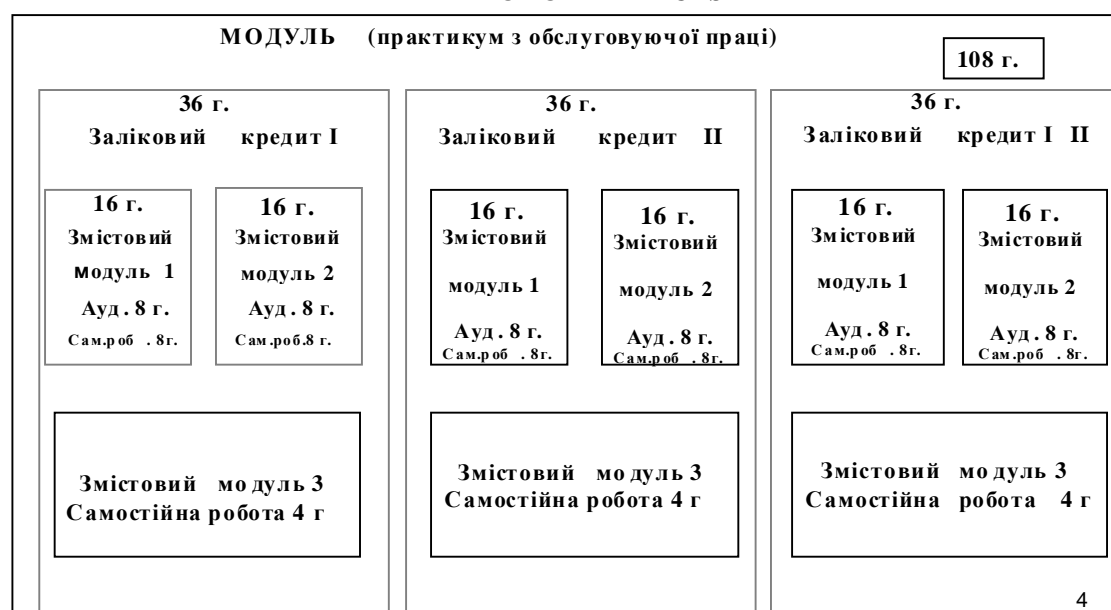 МОДУЛЬ (практикум з обслуговуючої праці)
108 г.
36 г.
Заліковий кредит І
16 г.
Змістовий
модуль 1
Ауд. 8 г.
Сам.роб . 8г.
16 г.
Змістовий
модуль 2
Ауд. 8 г.
Сам.роб.8 г.
Змістовий модуль 3
Самостійна робота 4 г
36 г.
Заліковий кредит ІІ
16 г.
Змістовий
модуль 1
Ауд. 8 г.
Сам.роб . 8г.
16 г.
Змістовий
модуль 2
Ауд. 8 г.
Сам.роб . 8г.
Змістовий модуль 3
Самостійна робота 4 г
36 г.
Заліковий кредит І ІІ
16 г.
Змістовий
модуль 1
Ауд. 8 г.
Сам.роб . 8г.
16 г.
Змістовий
модуль 2
Ауд. 8 г.
Сам.роб . 8г.
Змістовий модуль 3
Самостійна робота 4 г
4